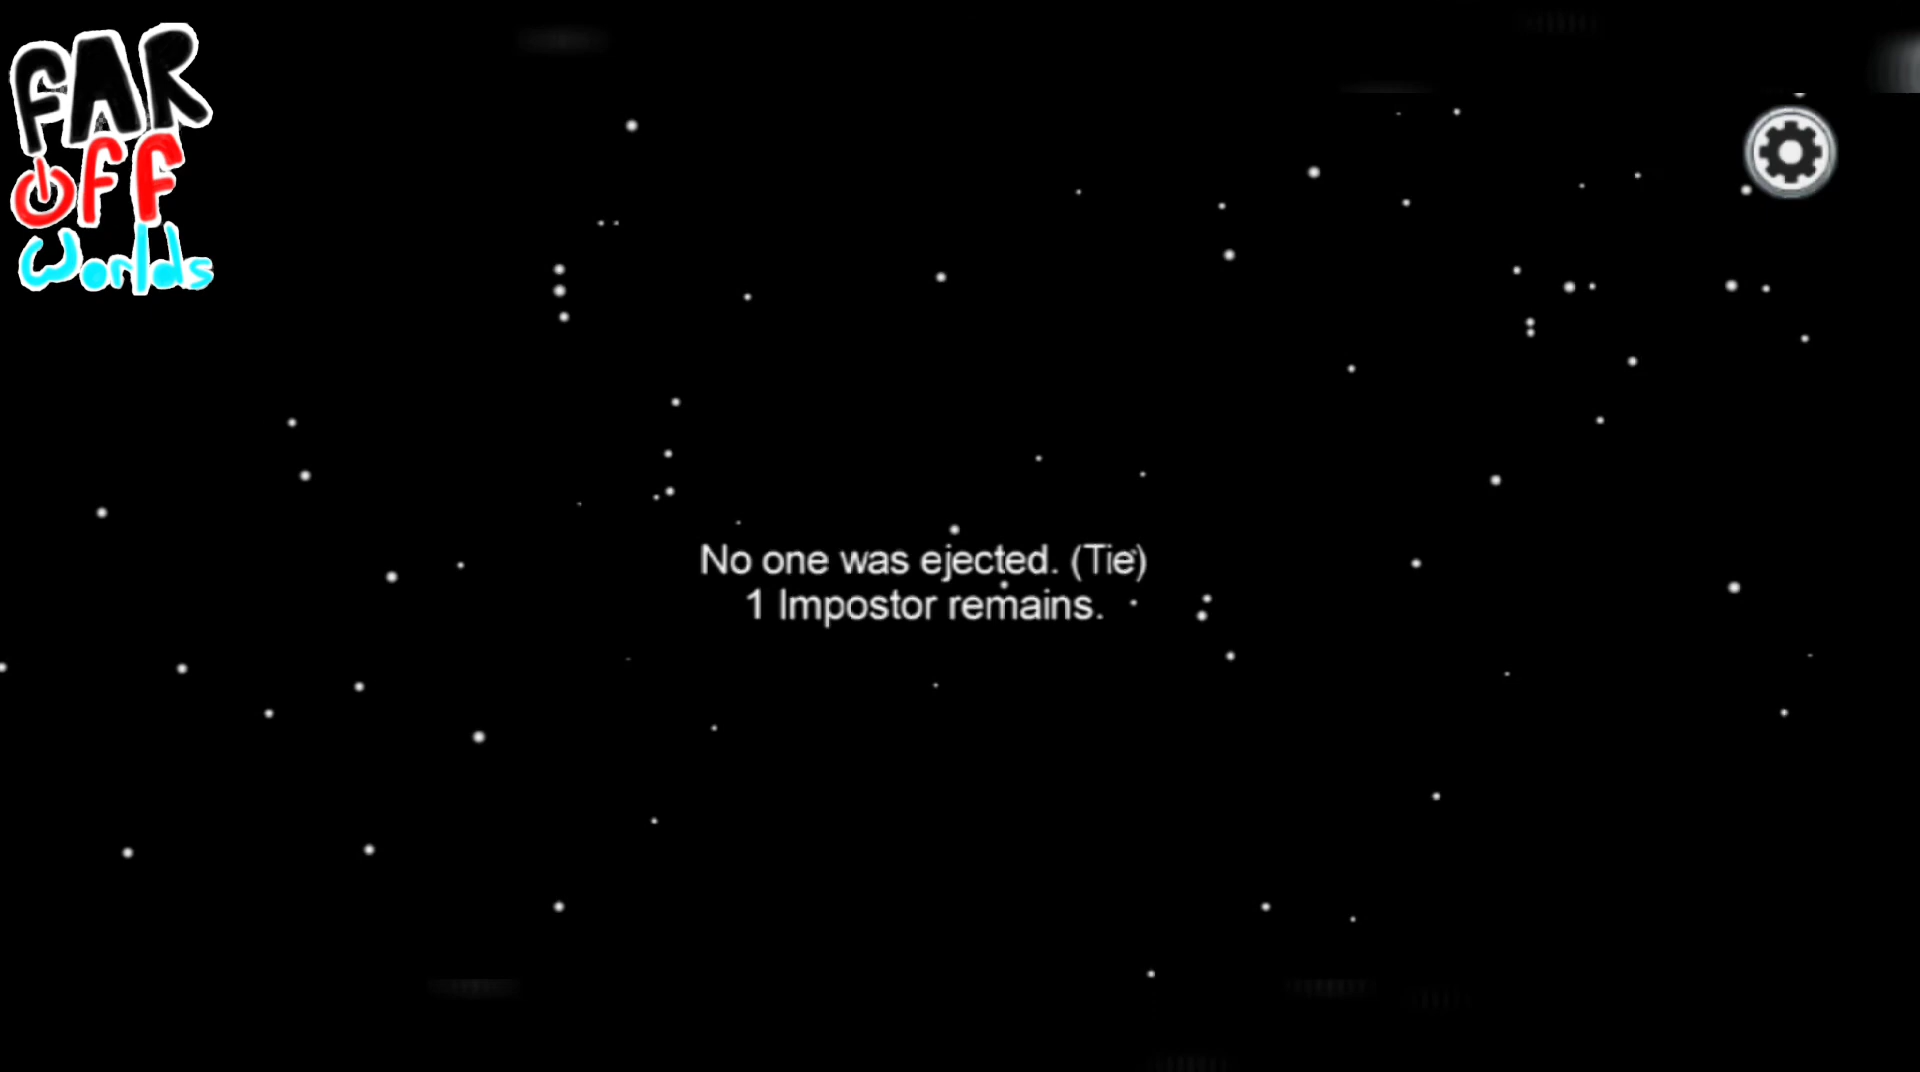 FAR
OFF
Worlds
No one was ejected. (Tie)
1 Impostor remains.